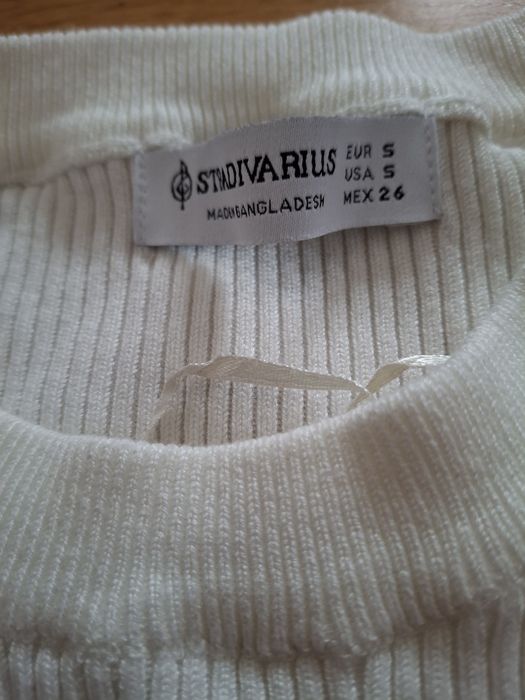 STRADIVARIUS
MADE IN BANGLADESH
EUR S
USA S
MEX 26